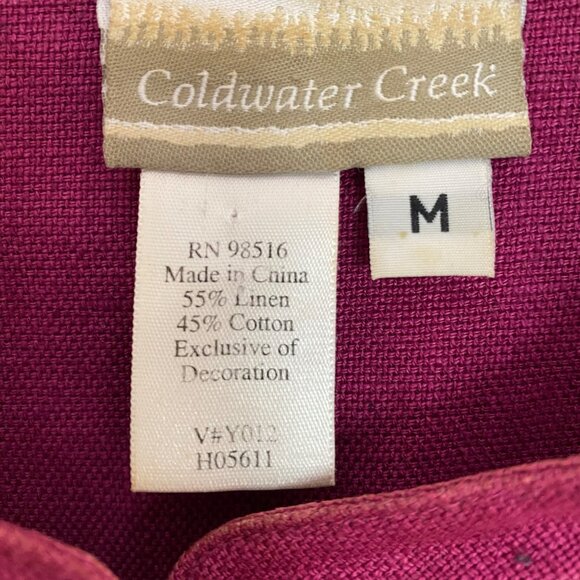 Coldwater Creek
M
RN 98516
Made in China
55% Linen
45% Cotton
Exclusive of
Decoration
V#Y012
H05611